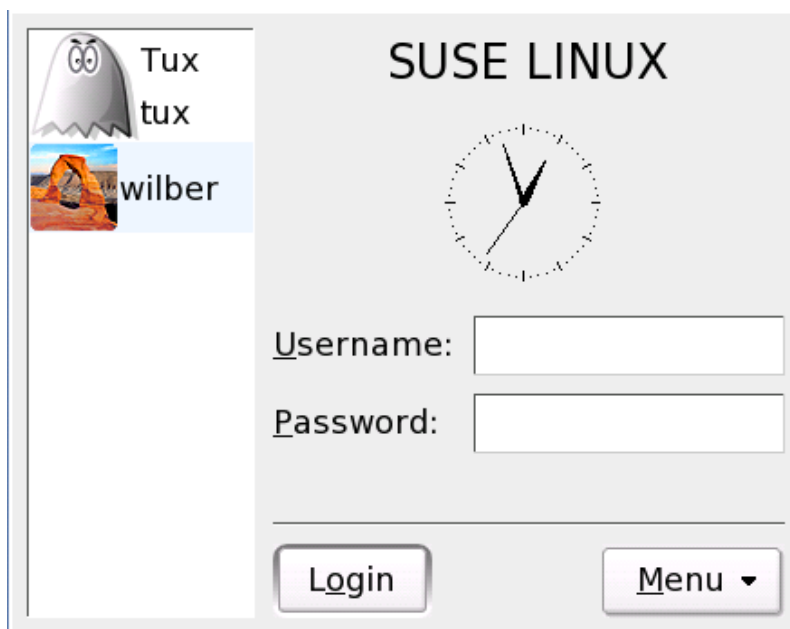 Tux
tux
wilber
SUSE LINUX
Username:
Password:
Login
Menu